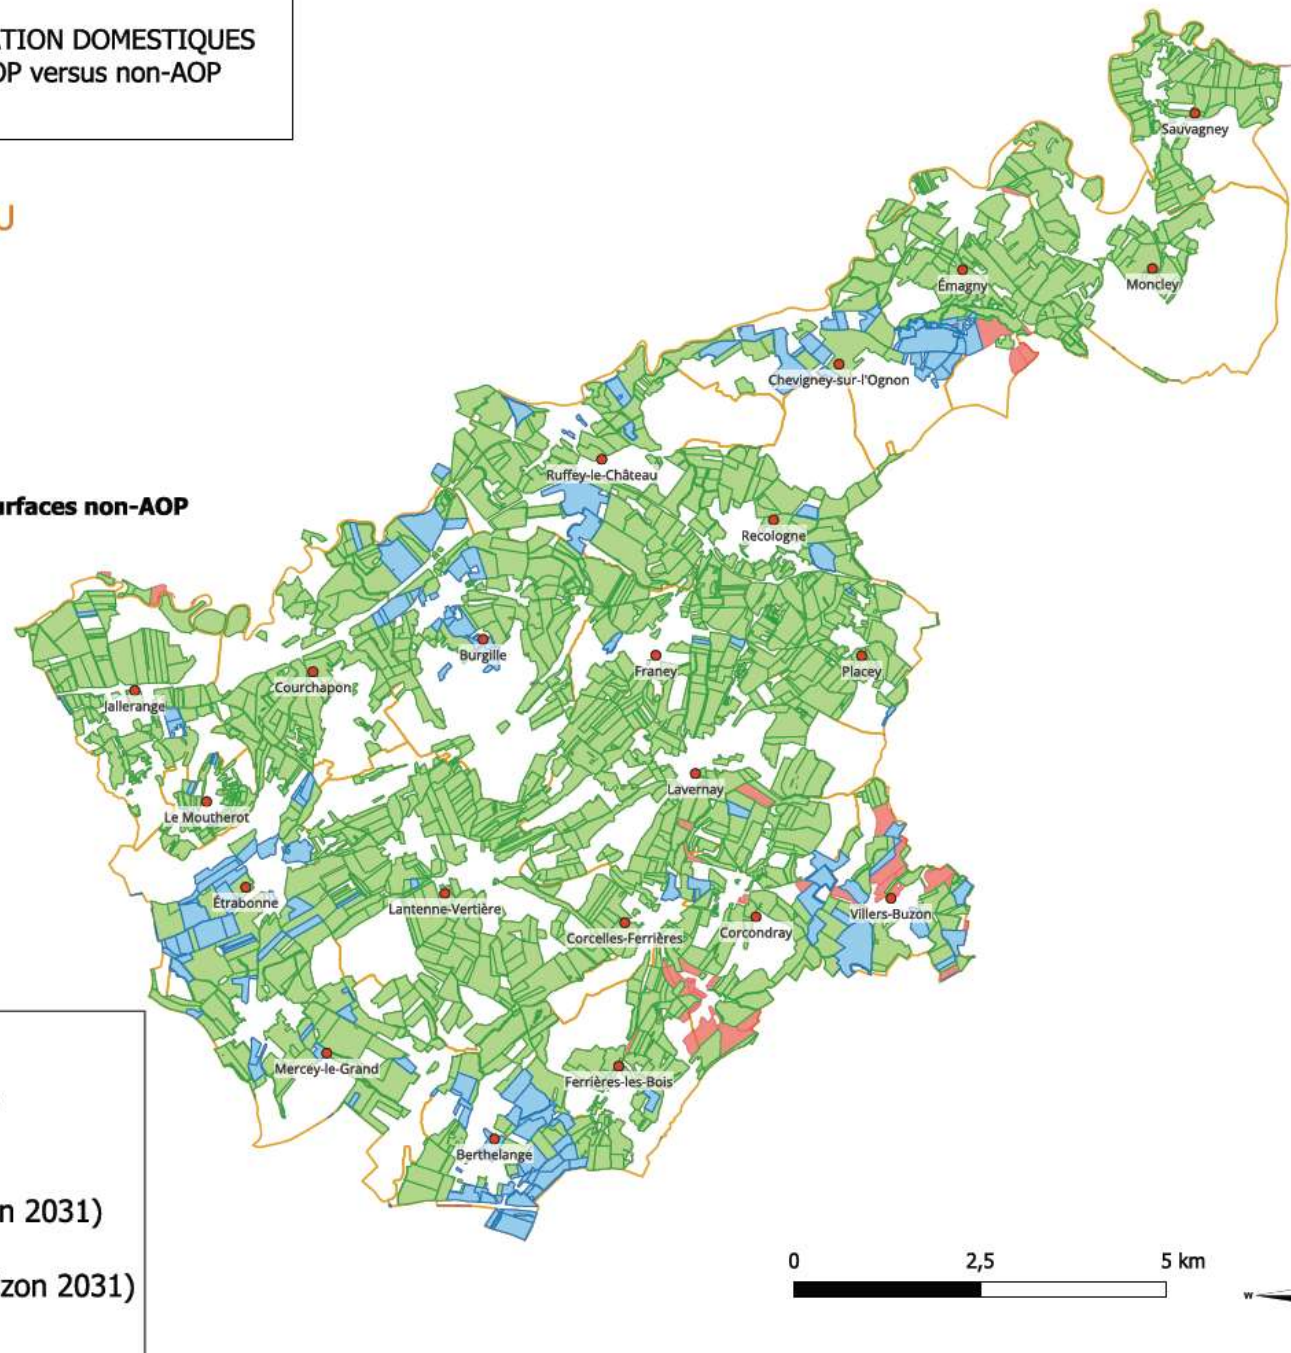 TION DOMESTIQUES
OP versus non-AOP
U
Sauvagney
Émagny
Moncley
Chevigney-sur-l'Ognon
Ruffey-le-Château
urfaces non-AOP
Recologne
Burgille
Franey
Placey
Courchapon
Jallerange
Lavernay
Le Moutherot
Étrabonne
Lantenne-Vertière
Villers-Buzon
Corcelles-Ferrières
Corcondray
Mercey-le-Grand
Ferrières-les-Bois
Berthelange
n 2031)
zon 2031)
0 2,5 5 km
W